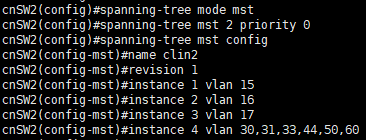 cnSW2(config)#spanning-tree mode mst
cnSW2(config)#spanning-tree mst 2 priority 0
cnSW2(config)#spanning-tree mst config
cnSW2(config-mst)#name clin2
cnSW2(config-mst)#revision 1
cnSW2(config-mst)#instance 1 vlan 15
cnSW2(config-mst)#instance 2 vlan 16
cnSW2(config-mst)#instance 3 vlan 17
cnSW2(config-mst)#instance 4 vlan 30,31,33,44,50,60